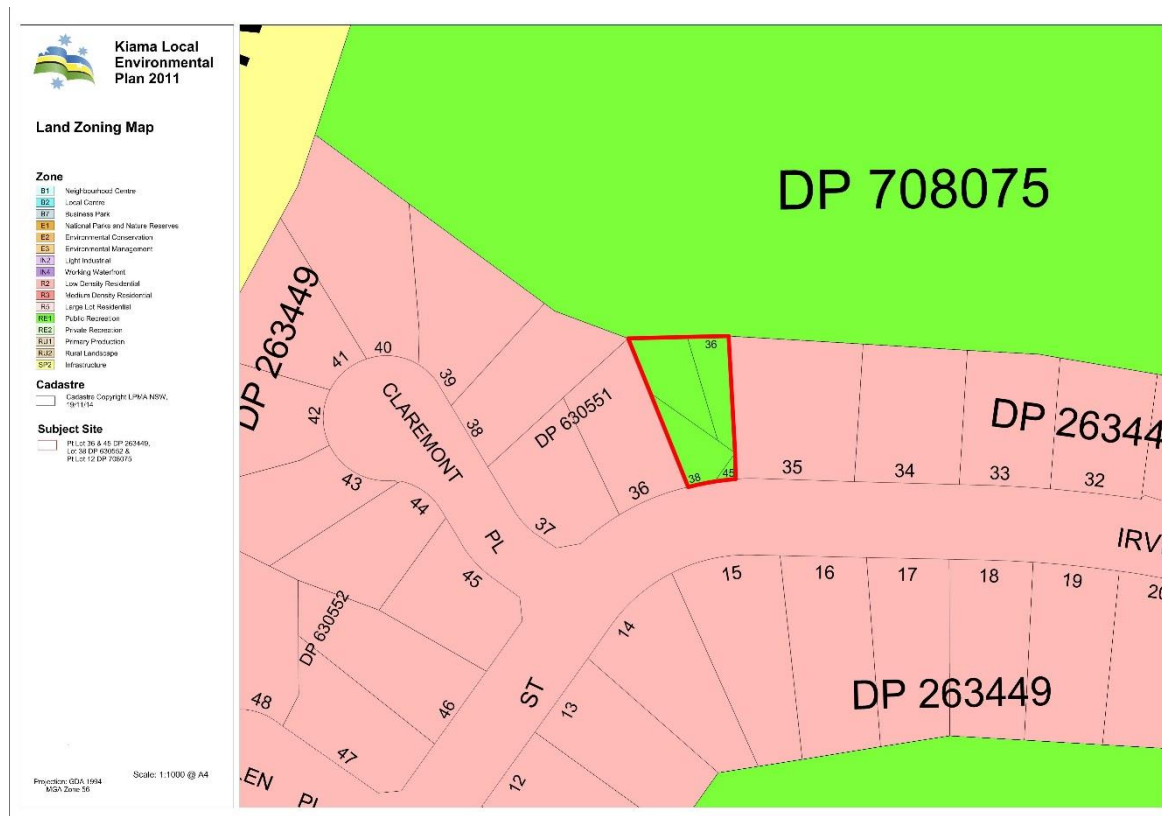 Kiama Local
Environmental
Plan 2011
Land Zoning Map
Zone
B1 Neighbourhood Centre
B2 Local Centre
B7 Business Park
E1 National Parks and Nature Reserves
E2 Environmental Conservation
E3 Environmental Management
IN2 Light Industrial
IN4 Working Waterfront
R2 Low Density Residential
R3 Medium Density Residential
R5 Large Lot Residential
RE1 Public Recreation
RE2 Private Recreation
RU1 Primary Production
RU2 Rural Landscape
SP2 Infrastructure
Cadastre
Cadastre Copyright LPMA NSW,
19/11/14
Subject Site
Pt Lot 36 & 45 DP 263449,
Lot 38 DP 630552 &
Pt Lot 12 DP 708075
Projection: GDA 1994
MGA Zone 56
Scale: 1:1000 @ A4
DP 708075
DP 263449
41
40
39
38
42
CLAREMONT
PL
43
44
45
37
DP 630551
36
36
38
45
35
34
33
32
DP 26344
IRV
15
16
17
18
19
20
14
13
12
ST
DP 263449
DP 630552
48
47
46
LEN
PL